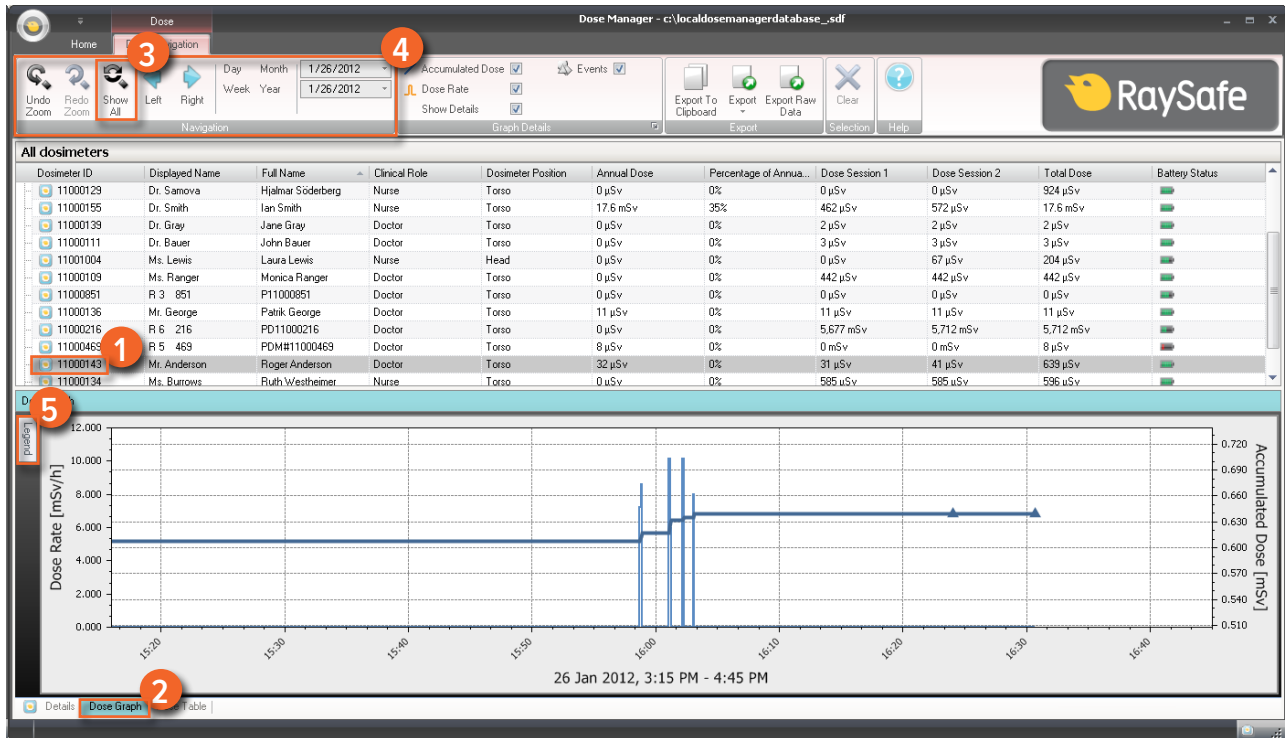 Dose
Dose Manager - c:\localdosemanagerdatabase_.sdf
Home
3
4
Undo Zoom
Redo Zoom
Show All
Left
Right
Day Month 1/26/2012
Week Year 1/26/2012
Navigation
Accumulated Dose
Dose Rate
Show Details
Events
Graph Details
Export To Clipboard
Export
Export Raw Data
Export
Clear
Selection
Help
RaySafe
All dosimeters
Dosimeter ID Displayed Name Full Name Clinical Role Dosimeter Position Annual Dose Percentage of Annua... Dose Session 1 Dose Session 2 Total Dose Battery Status
11000129 Dr. Samova Hjalmar Söderberg Nurse Torso 0 µSv 0% 0 µSv 0 µSv 924 µSv
11000155 Dr. Smith Ian Smith Nurse Torso 17.6 mSv 35% 462 µSv 572 µSv 17.6 mSv
11000139 Dr. Gray Jane Gray Doctor Torso 0 µSv 0% 2 µSv 2 µSv 2 µSv
11000111 Dr. Bauer John Bauer Doctor Torso 0 µSv 0% 3 µSv 3 µSv 3 µSv
11001004 Ms. Lewis Laura Lewis Nurse Head 0 µSv 0% 0 µSv 67 µSv 204 µSv
11000109 Ms. Ranger Monica Ranger Doctor Torso 0 µSv 0% 442 µSv 442 µSv 442 µSv
11000851 R 3 851 P11000851 Doctor Torso 0 µSv 0% 0 µSv 0 µSv 0 µSv
11000136 Mr. George Patrik George Doctor Torso 11 µSv 0% 11 µSv 11 µSv 11 µSv
11000216 R 6 216 PD11000216 Doctor Torso 0 µSv 0% 5,677 mSv 5,712 mSv 5,712 mSv
11000469 R 5 469 PDM#11000469 Doctor Torso 8 µSv 0% 0 mSv 0 mSv 8 µSv
1
11000143 Mr. Anderson Roger Anderson Doctor Torso 32 µSv 0% 31 µSv 41 µSv 639 µSv
11000134 Ms. Burrows Ruth Westheimer Nurse Torso 0 µSv 0% 585 µSv 585 µSv 596 µSv
5
Legend
Dose Rate [mSv/h]
12.000
10.000
8.000
6.000
4.000
2.000
0.000
0.720
0.690
0.660
0.630
0.600
0.570
0.540
0.510
Accumulated Dose [mSv]
15:20 15:30 15:40 15:50 16:00 16:10 16:20 16:30 16:40
26 Jan 2012, 3:15 PM - 4:45 PM
2
Details Dose Graph Table